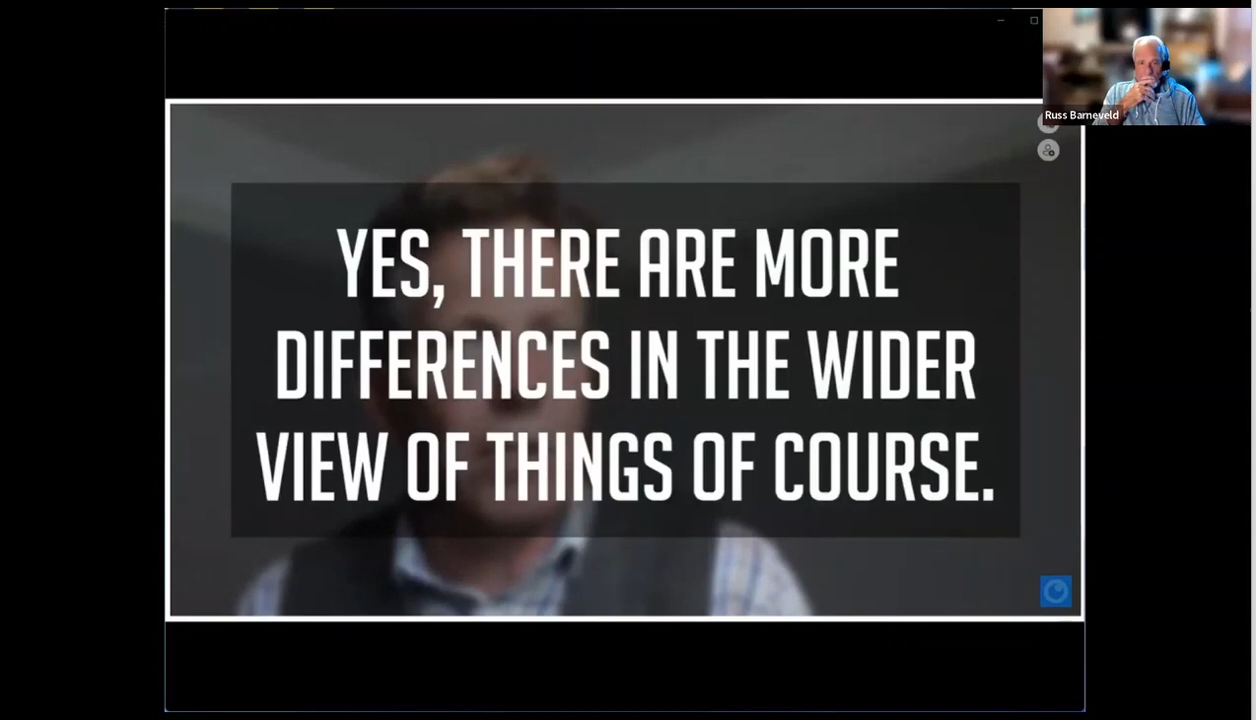 Russ Barneveld
YES, THERE ARE MORE
DIFFERENCES IN THE WIDER
VIEW OF THINGS OF COURSE.